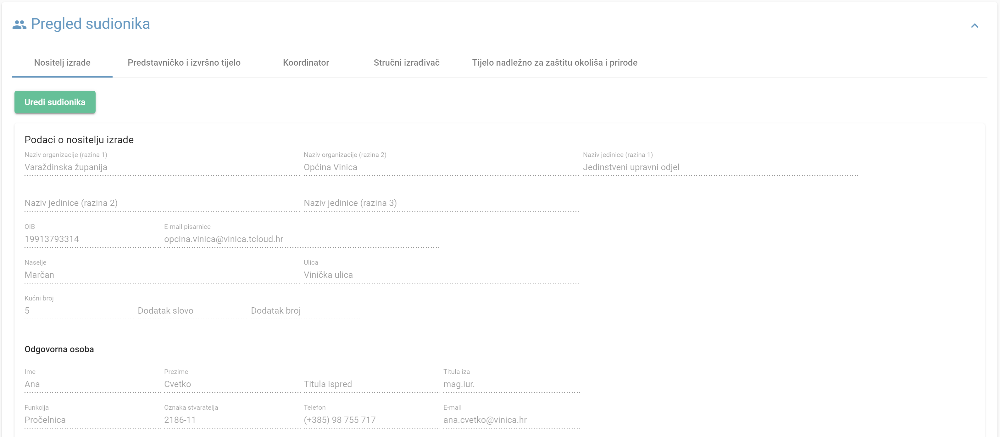 Pregled sudionika
Nositelj izrade Predstavničko i izvršno tijelo Koordinator Stručni izrađivač Tijelo nadležno za zaštitu okoliša i prirode
Uredi sudionika
Podaci o nositelju izrade
Naziv organizacije (razina 1) Naziv organizacije (razina 2) Naziv jedinice (razina 1)
Varaždinska županija Općina Vinica Jedinstveni upravni odjel
Naziv jedinice (razina 2) Naziv jedinice (razina 3)
OIB E-mail pisarnice
19913793314 opcina.vinica@vinica.tcloud.hr
Naselje Ulica
Marčan Vinička ulica
Kućni broj
5 Dodatak slovo Dodatak broj
Odgovorna osoba
Ime Prezime Titula iza
Ana Cvetko Titula ispred mag.iur.
Funkcija Oznaka stvaratelja Telefon E-mail
Pročelnica 2186-11 (+385) 98 755 717 ana.cvetko@vinica.hr